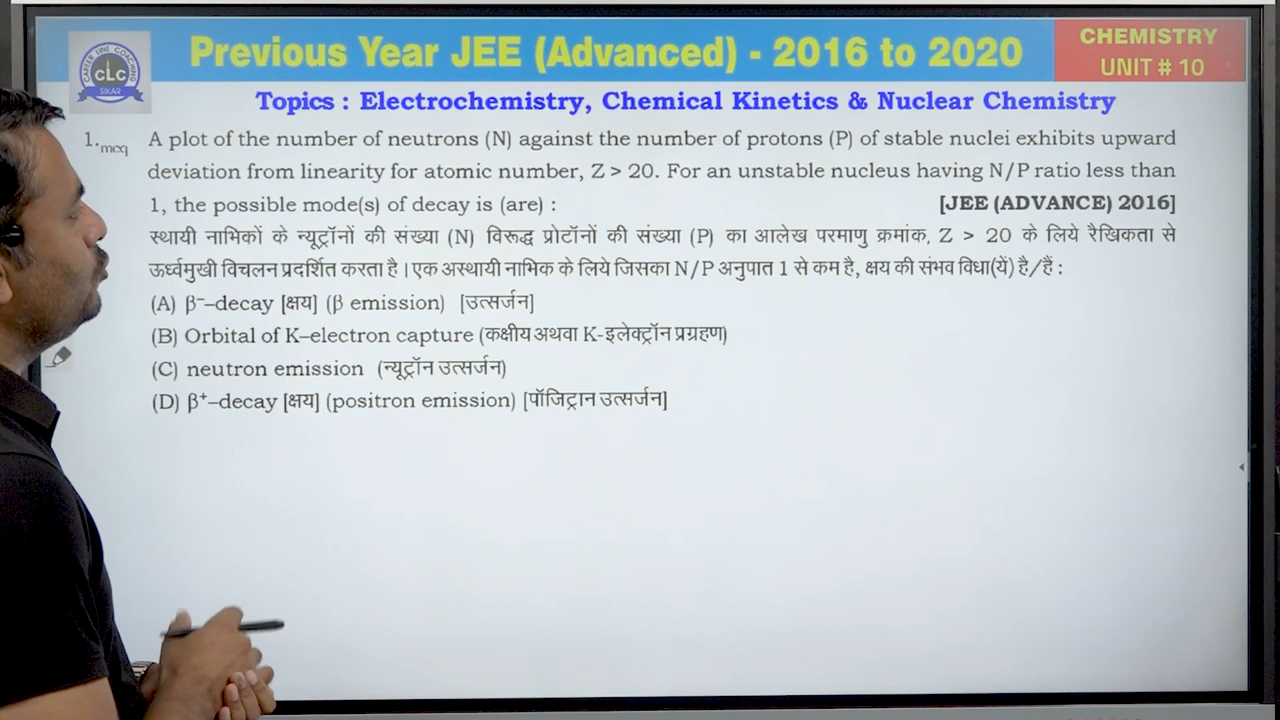 Previous Year JEE (Advanced) - 2016 to 2020
CHEMISTRY
UNIT # 10
CAREER LINE COACHING
CLC
SIKAR
Topics : Electrochemistry, Chemical Kinetics & Nuclear Chemistry
1.mcq A plot of the number of neutrons (N) against the number of protons (P) of stable nuclei exhibits upward
deviation from linearity for atomic number, Z > 20. For an unstable nucleus having N/P ratio less than
1, the possible mode(s) of decay is (are) : [JEE (ADVANCE) 2016]
स्थायी नाभिकों के न्यूट्रॉनों की संख्या (N) विरूद्ध प्रोटॉनों की संख्या (P) का आलेख परमाणु क्रमांक, Z > 20 के लिये रैखिकता से
ऊर्ध्वमुखी विचलन प्रदर्शित करता है। एक अस्थायी नाभिक के लिये जिसका N/P अनुपात 1 से कम है, क्षय की संभव विधा(यें) है/हैं :
(A) β⁻–decay [क्षय] (β emission) [उत्सर्जन]
(B) Orbital of K–electron capture (कक्षीय अथवा K-इलेक्ट्रॉन प्रग्रहण)
(C) neutron emission (न्यूट्रॉन उत्सर्जन)
(D) β⁺–decay [क्षय] (positron emission) [पॉजिट्रान उत्सर्जन]